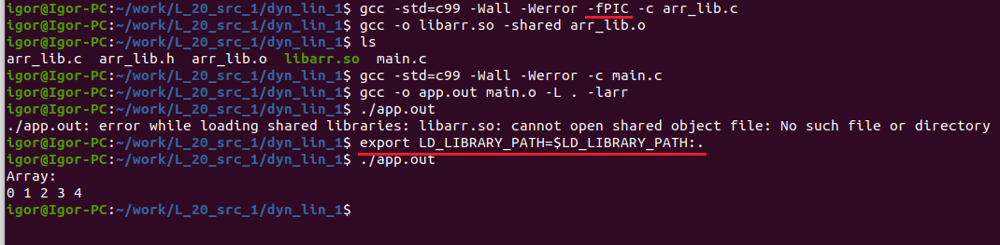 igor@Igor-PC:~/work/L_20_src_1/dyn_lin_1$ gcc -std=c99 -Wall -Werror -fPIC -c arr_lib.c
igor@Igor-PC:~/work/L_20_src_1/dyn_lin_1$ gcc -o libarr.so -shared arr_lib.o
igor@Igor-PC:~/work/L_20_src_1/dyn_lin_1$ ls
arr_lib.c  arr_lib.h  arr_lib.o  libarr.so  main.c
igor@Igor-PC:~/work/L_20_src_1/dyn_lin_1$ gcc -std=c99 -Wall -Werror -c main.c
igor@Igor-PC:~/work/L_20_src_1/dyn_lin_1$ gcc -o app.out main.o -L . -larr
igor@Igor-PC:~/work/L_20_src_1/dyn_lin_1$ ./app.out
./app.out: error while loading shared libraries: libarr.so: cannot open shared object file: No such file or directory
igor@Igor-PC:~/work/L_20_src_1/dyn_lin_1$ export LD_LIBRARY_PATH=$LD_LIBRARY_PATH:.
igor@Igor-PC:~/work/L_20_src_1/dyn_lin_1$ ./app.out
Array:
0 1 2 3 4
igor@Igor-PC:~/work/L_20_src_1/dyn_lin_1$